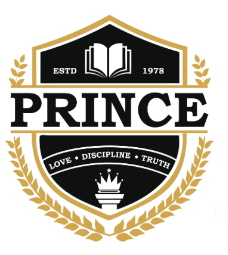 ESTD 1978
PRINCE
LOVE • DISCIPLINE • TRUTH